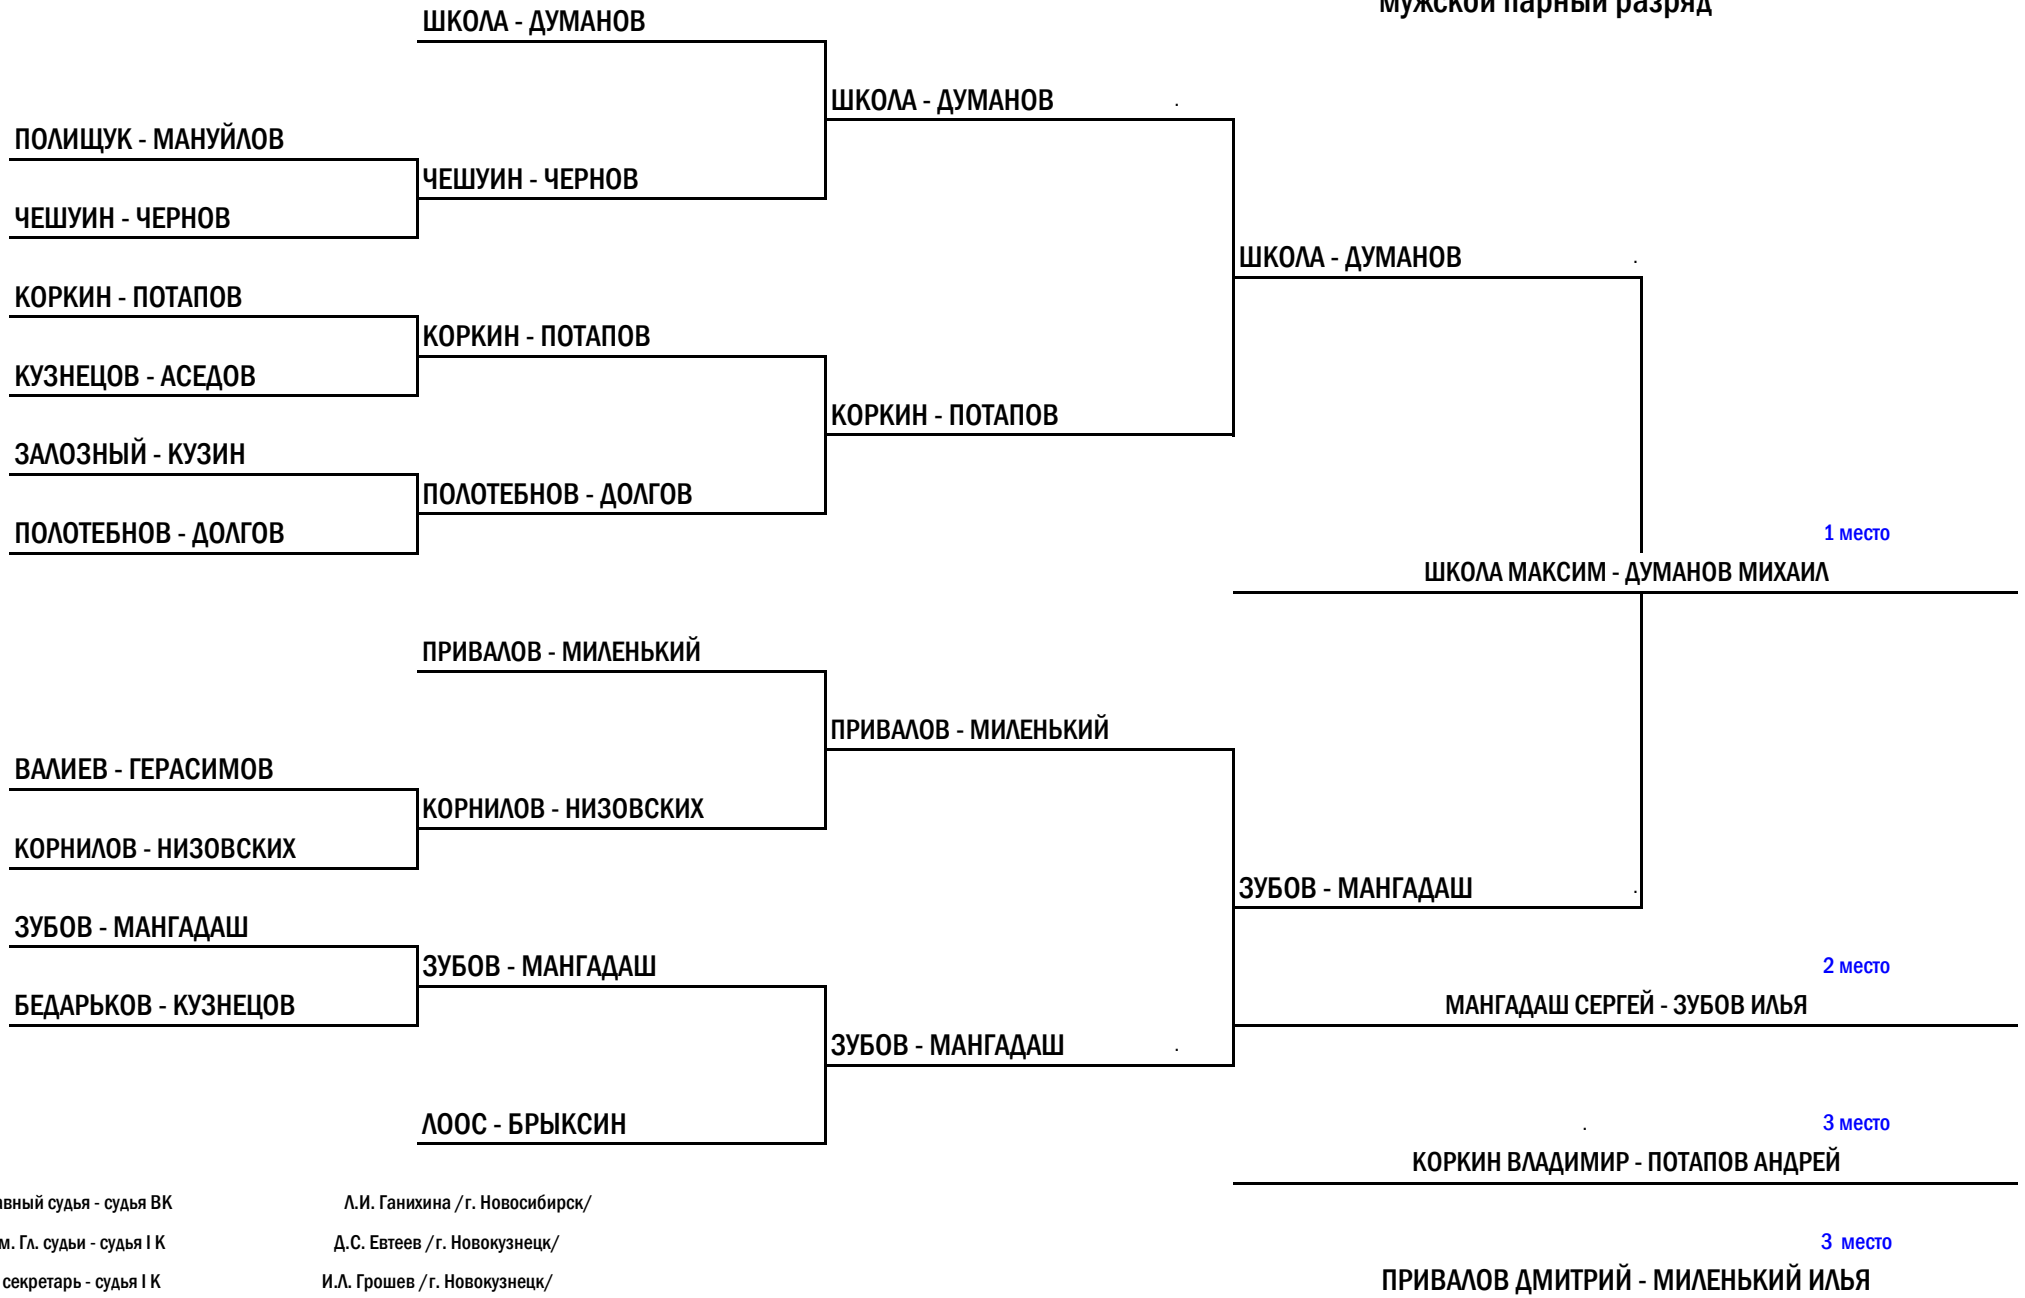 мужской парный разряд
ШКОЛА - ДУМАНОВ
ШКОЛА - ДУМАНОВ
ПОЛИЩУК - МАНУЙЛОВ
ЧЕШУИН - ЧЕРНОВ
ЧЕШУИН - ЧЕРНОВ
ШКОЛА - ДУМАНОВ
КОРКИН - ПОТАПОВ
КОРКИН - ПОТАПОВ
КУЗНЕЦОВ - АСЕДОВ
КОРКИН - ПОТАПОВ
ЗАЛОЗНЫЙ - КУЗИН
ПОЛОТЕБНОВ - ДОЛГОВ
ПОЛОТЕБНОВ - ДОЛГОВ
1 место
ШКОЛА МАКСИМ - ДУМАНОВ МИХАИЛ
ПРИВАЛОВ - МИЛЕНЬКИЙ
ПРИВАЛОВ - МИЛЕНЬКИЙ
ВАЛИЕВ - ГЕРАСИМОВ
КОРНИЛОВ - НИЗОВСКИХ
КОРНИЛОВ - НИЗОВСКИХ
ЗУБОВ - МАНГАДАШ
ЗУБОВ - МАНГАДАШ
ЗУБОВ - МАНГАДАШ
2 место
БЕДАРЬКОВ - КУЗНЕЦОВ
МАНГАДАШ СЕРГЕЙ - ЗУБОВ ИЛЬЯ
ЗУБОВ - МАНГАДАШ
ЛООС - БРЫКСИН
3 место
КОРКИН ВЛАДИМИР - ПОТАПОВ АНДРЕЙ
авный судья - судья ВК Л.И. Ганихина /г. Новосибирск/
м. Гл. судьи - судья I К Д.С. Евтеев /г. Новокузнецк/
3 место
секретарь - судья I К И.Л. Грошев /г. Новокузнецк/
ПРИВАЛОВ ДМИТРИЙ - МИЛЕНЬКИЙ ИЛЬЯ